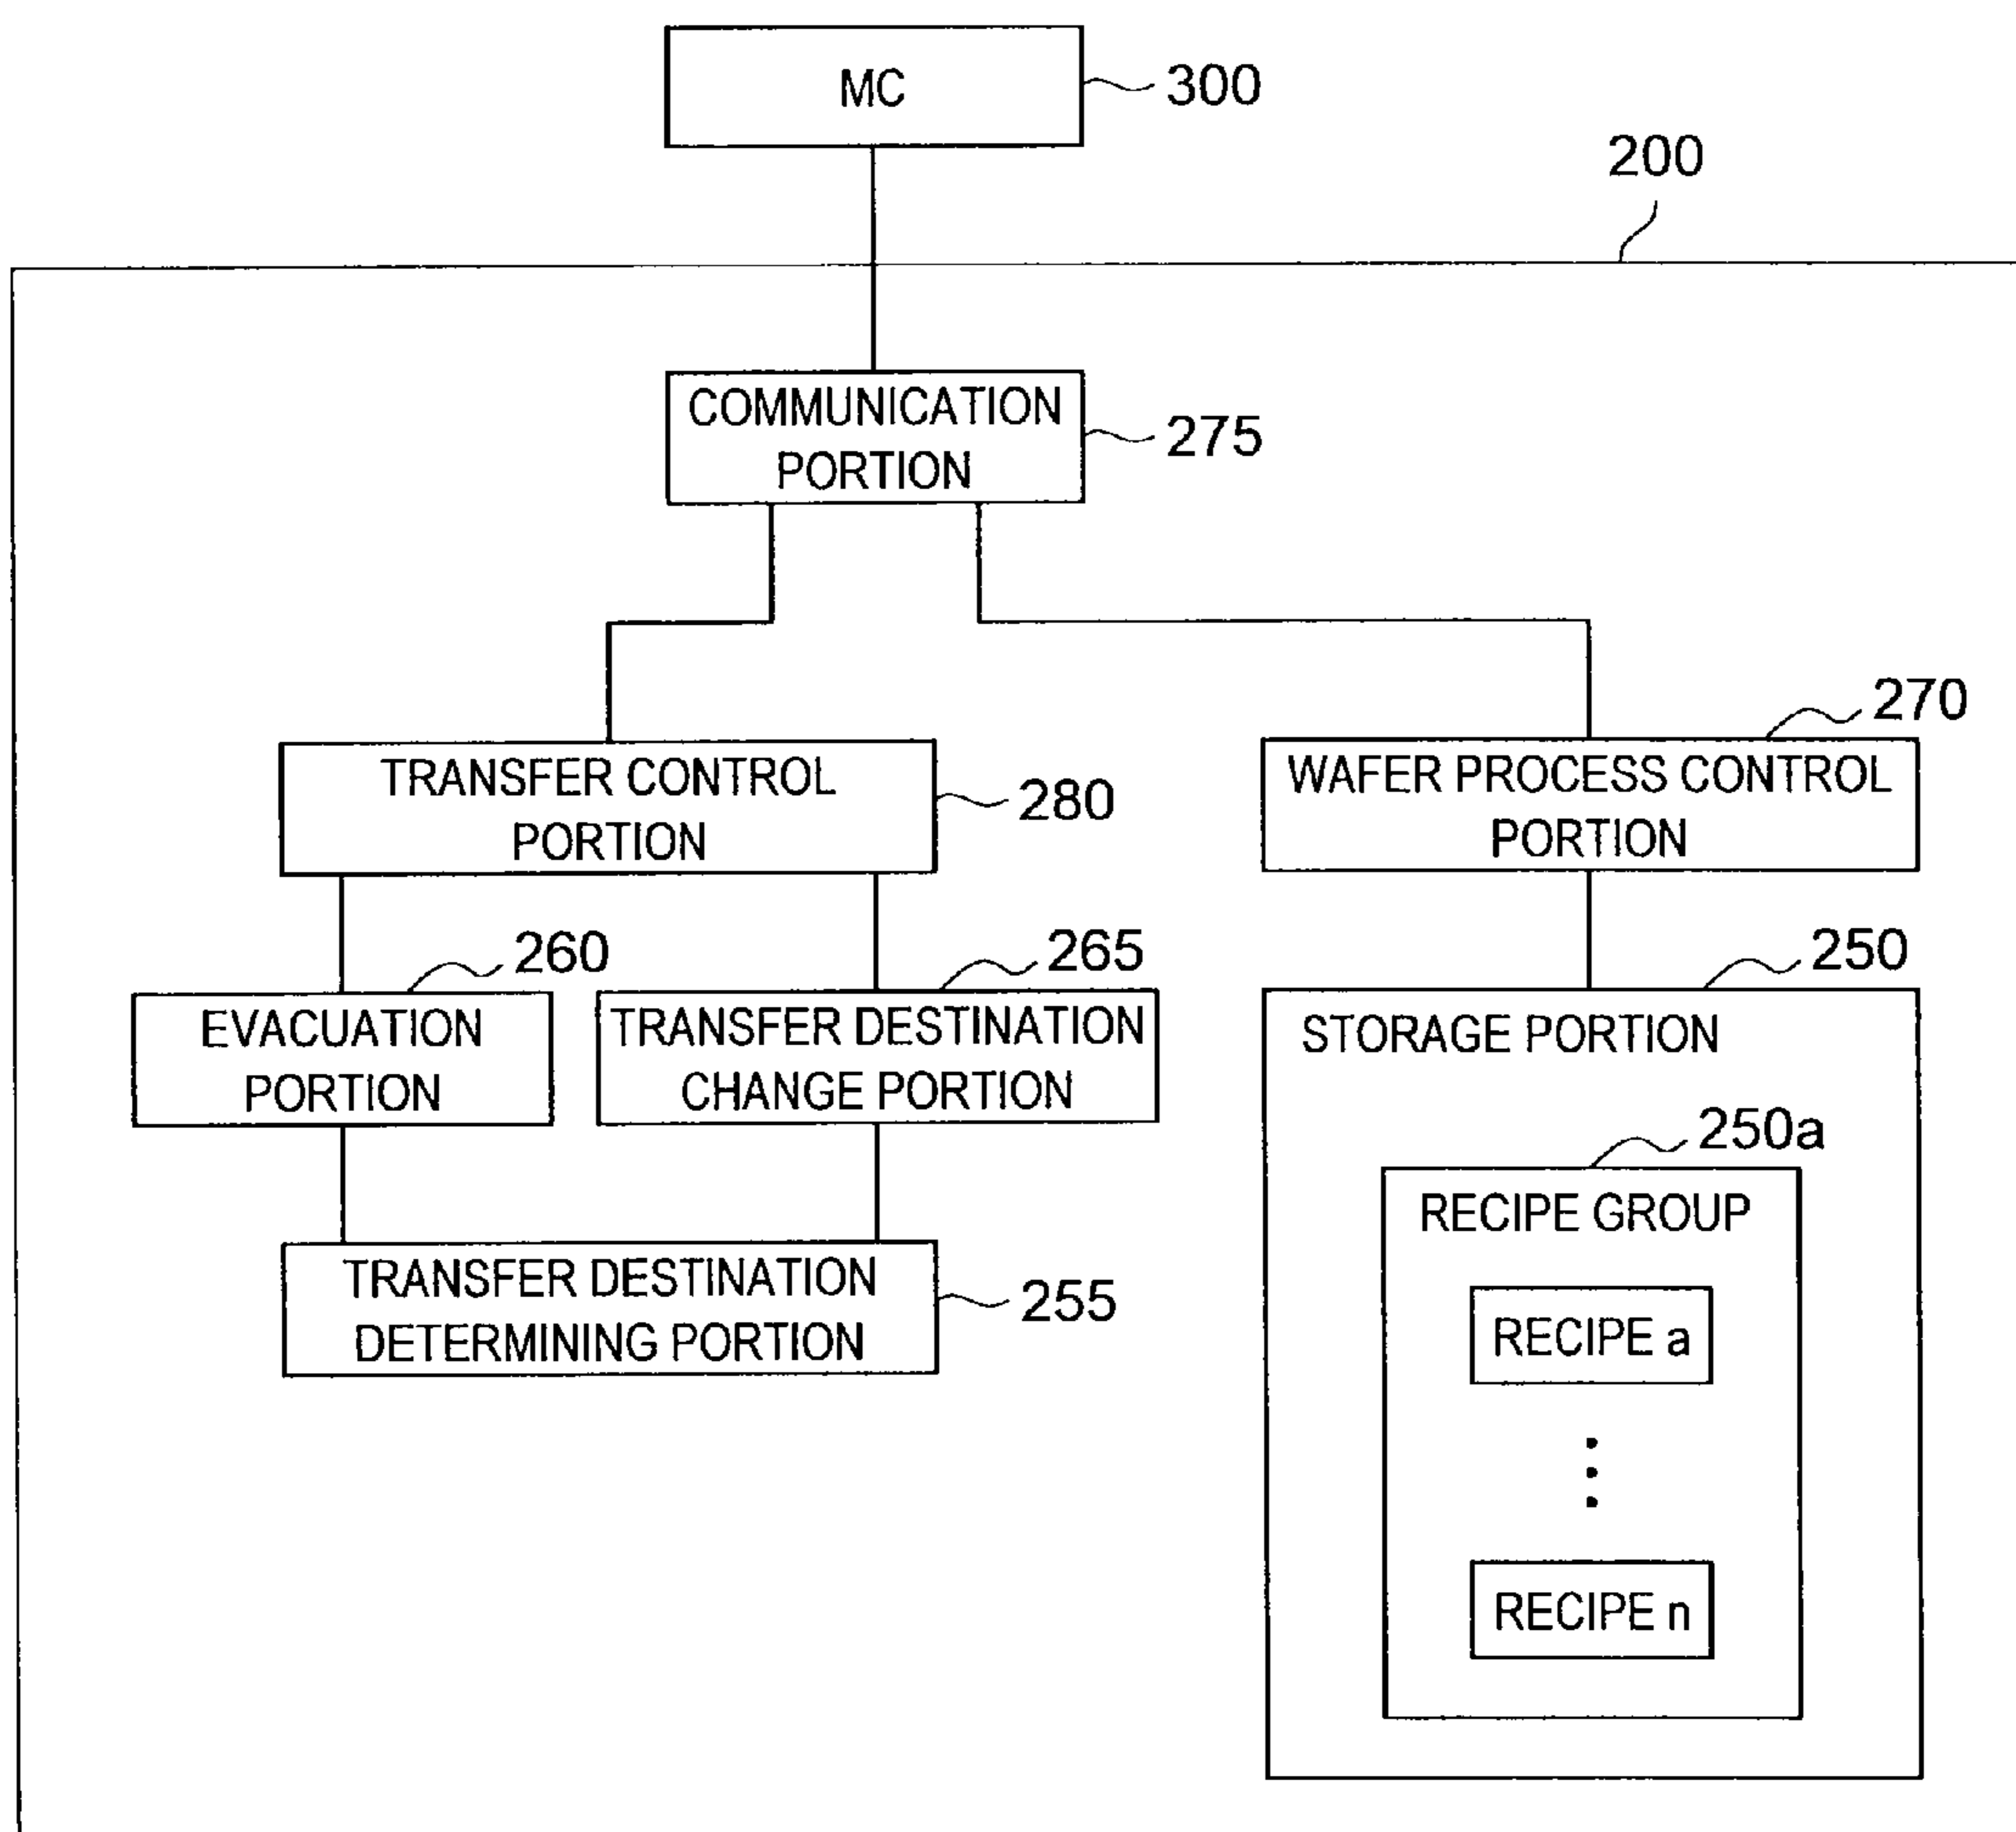 MC
300
200
COMMUNICATION
PORTION
275
TRANSFER CONTROL
PORTION
280
270
WAFER PROCESS CONTROL
PORTION
260
EVACUATION
PORTION
265
TRANSFER DESTINATION
CHANGE PORTION
TRANSFER DESTINATION
DETERMINING PORTION
255
250
STORAGE PORTION
250a
RECIPE GROUP
RECIPE a
RECIPE n